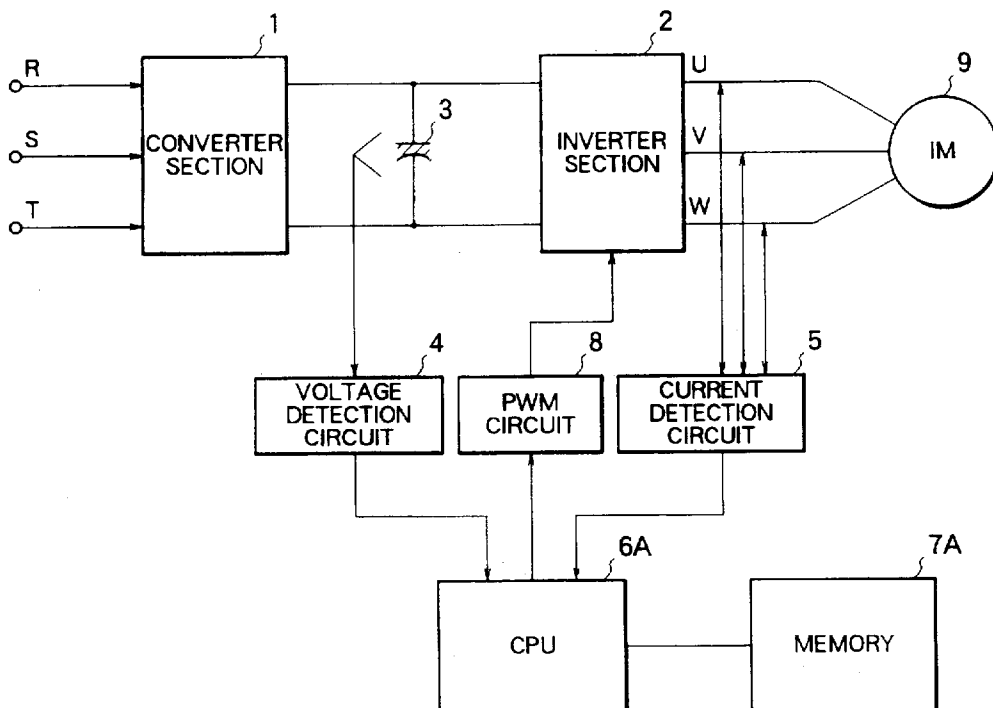 1
2
9
R
S
T
CONVERTER
SECTION
3
INVERTER
SECTION
U
V
W
IM
4
8
5
VOLTAGE
DETECTION
CIRCUIT
PWM
CIRCUIT
CURRENT
DETECTION
CIRCUIT
6A
7A
CPU
MEMORY